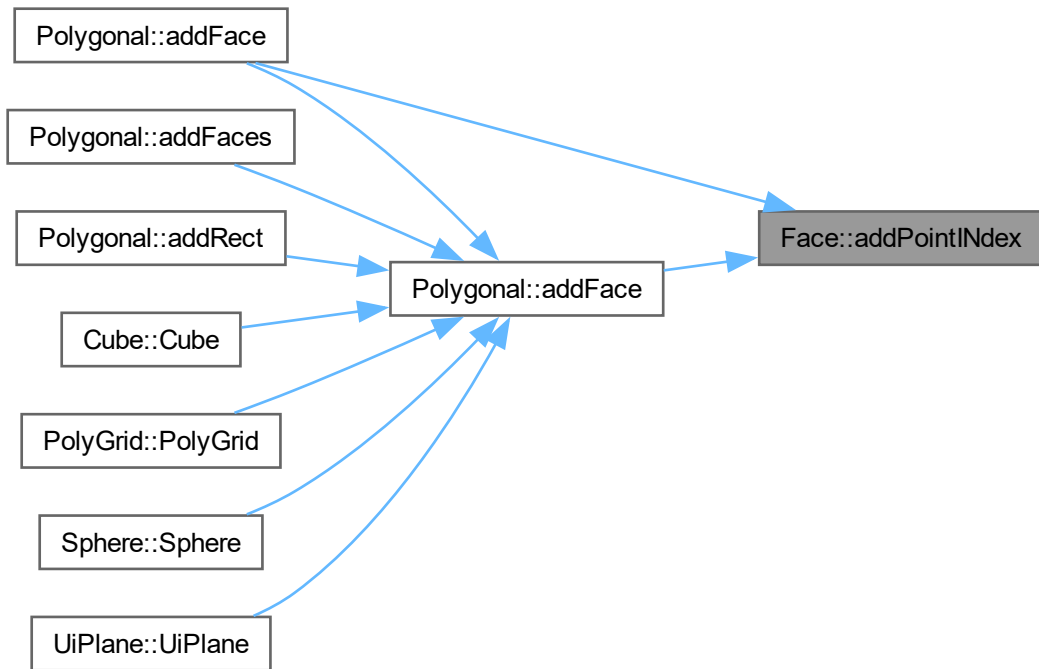 Polygonal::addFace
Polygonal::addFaces
Polygonal::addRect
Face::addPointINdex
Polygonal::addFace
Cube::Cube
PolyGrid::PolyGrid
Sphere::Sphere
UiPlane::UiPlane